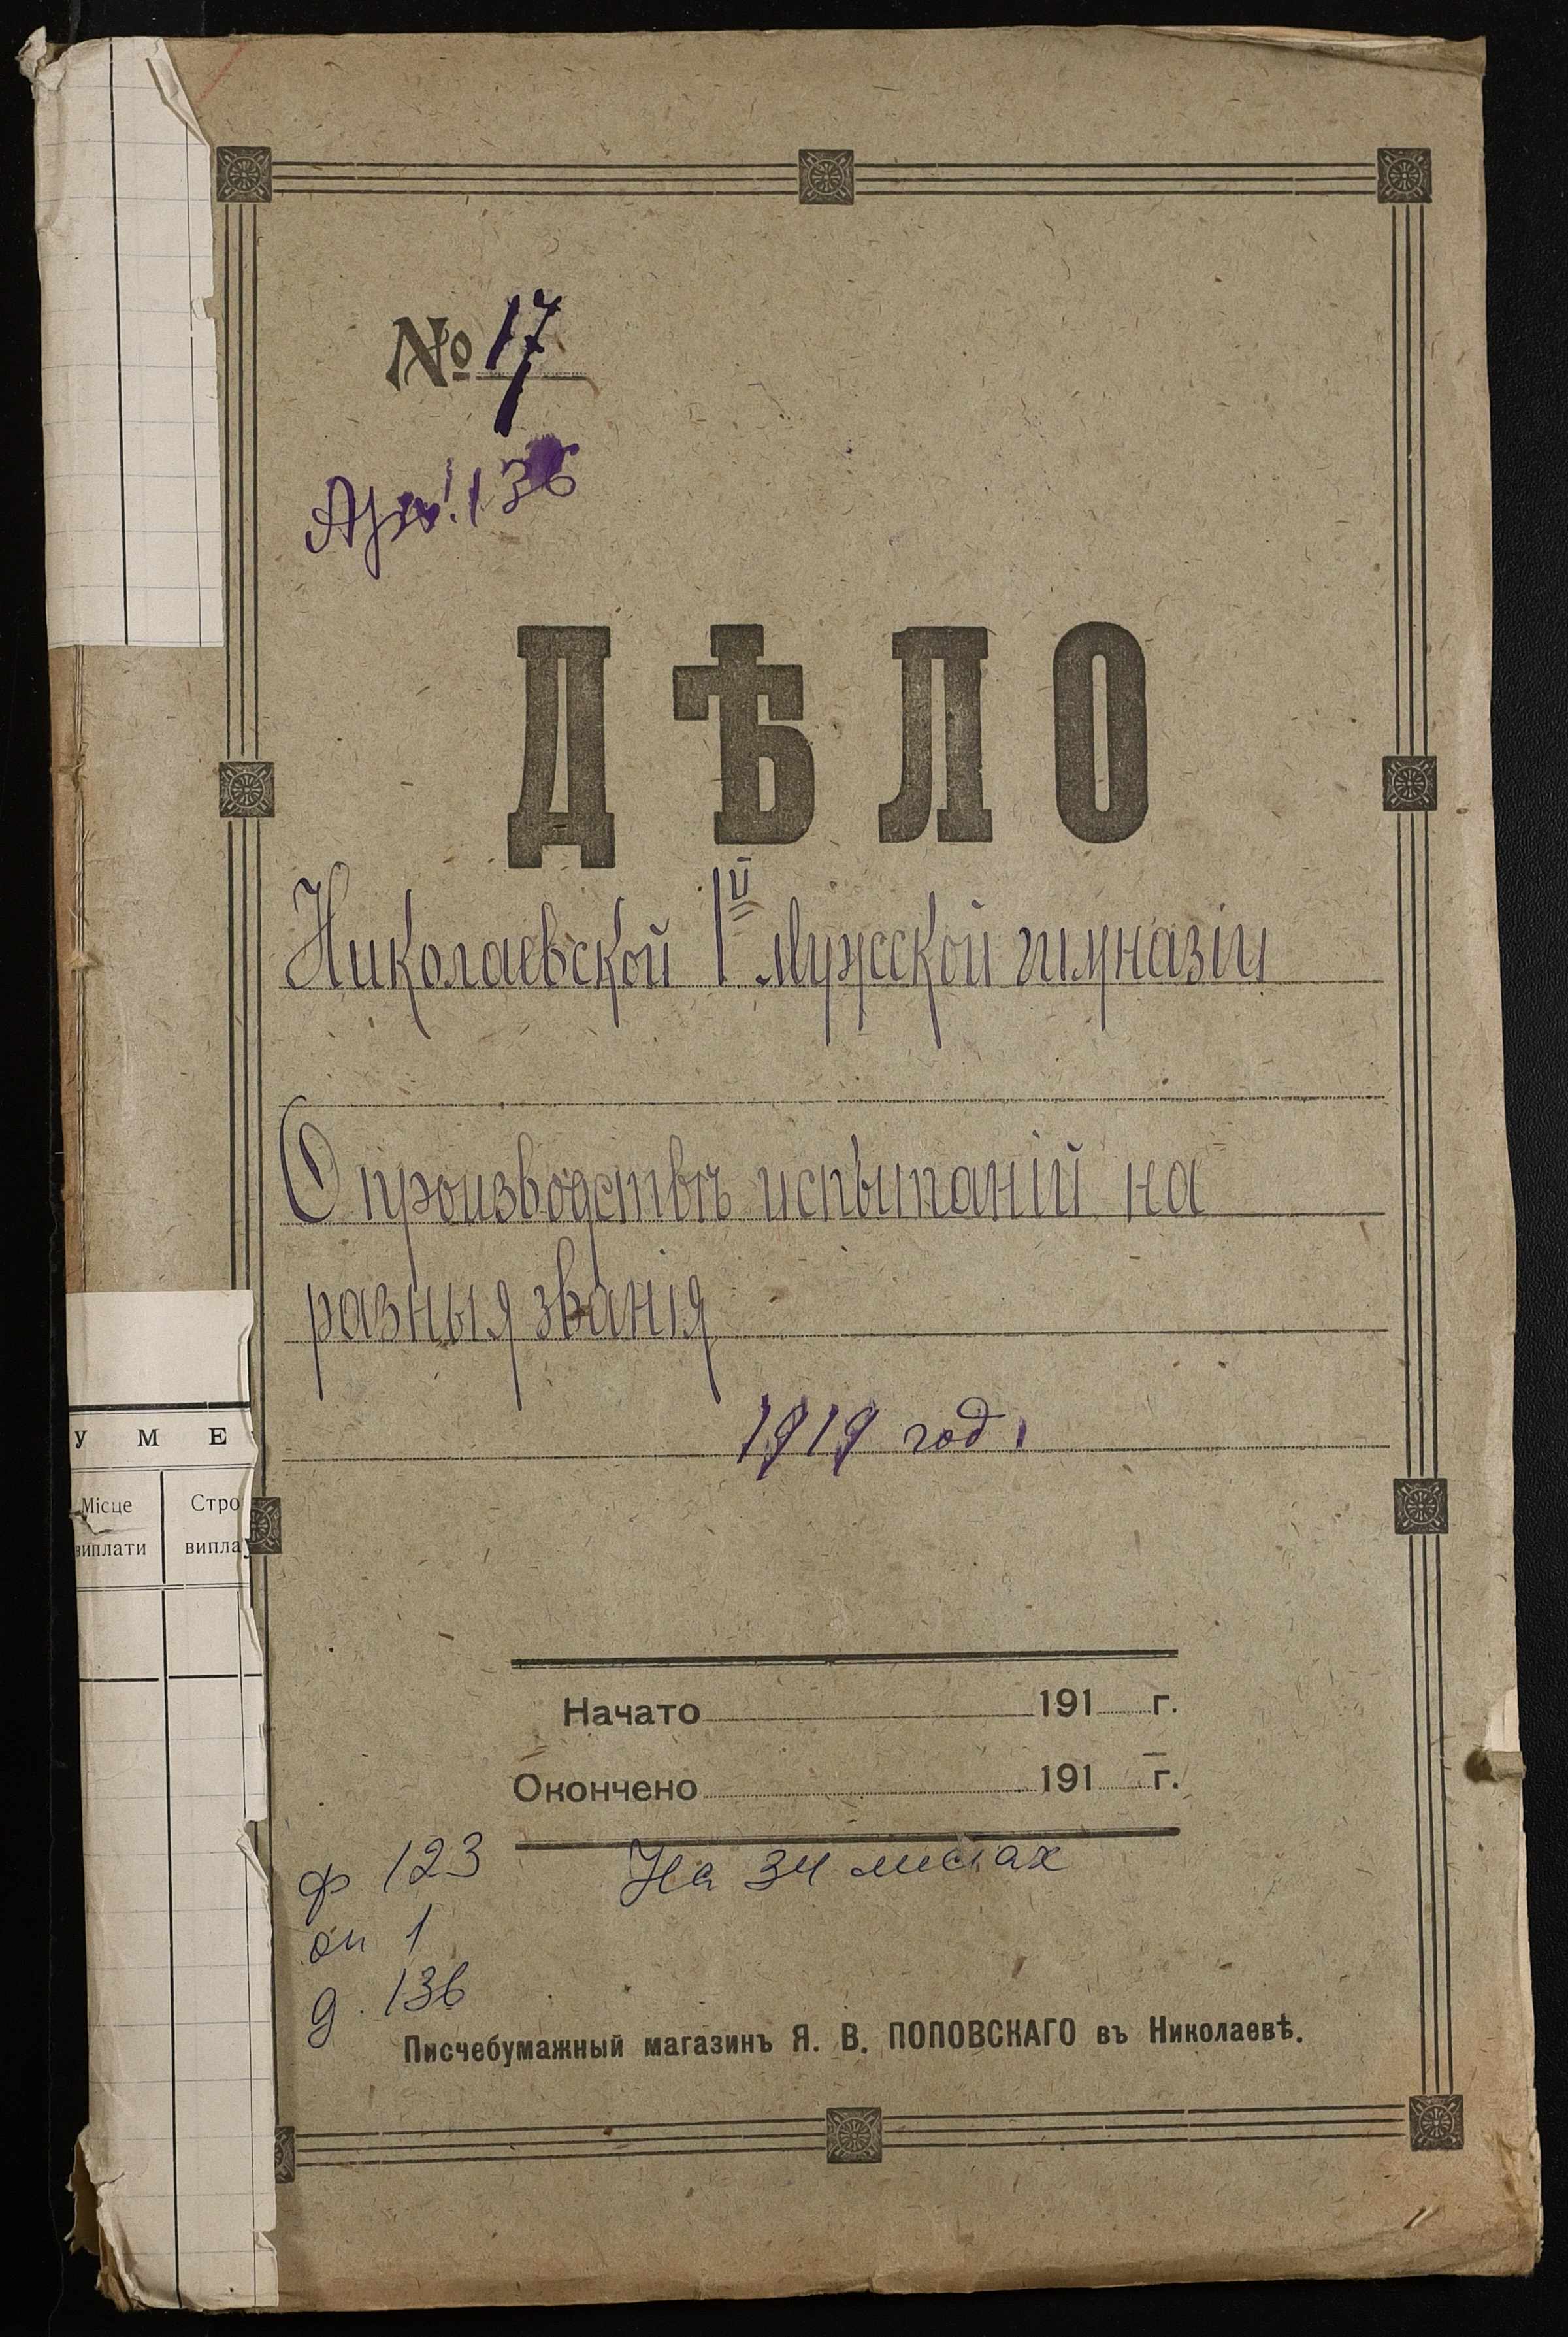 № 17
Арх. 136
ДѢЛО
Николаевской 1й мужской гимназіи
О производствѣ испытаній на
разныя званія
1919 год
У М Е
Місце
виплати
Стро
випла
Начато 191 г.
Окончено 191 г.
ф 123
На 34 листах
оп 1
д. 136
Писчебумажный магазинъ Я. В. ПОПОВСКАГО въ Николаевѣ.